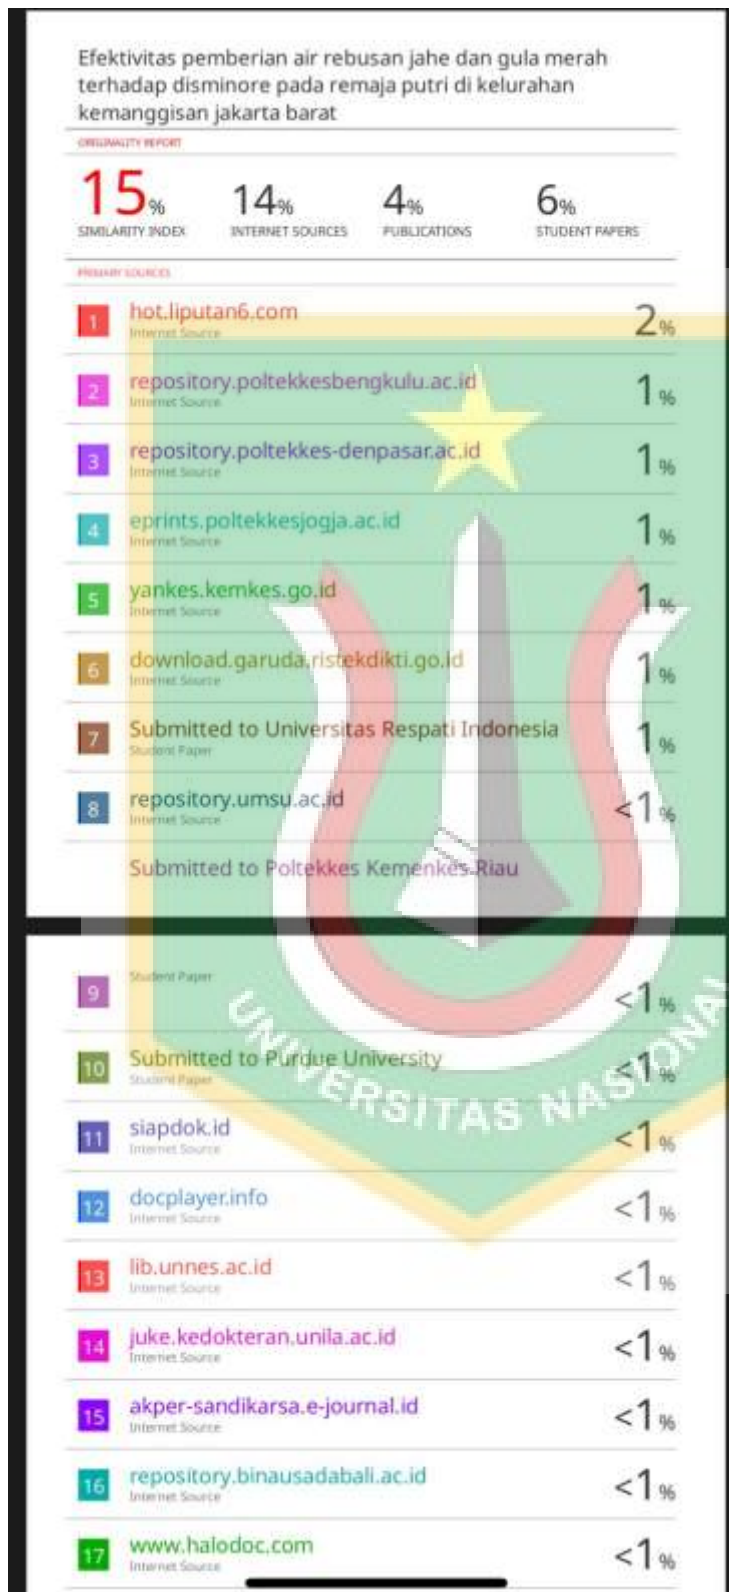 Efektivitas pemberian air rebusan jahe dan gula merah
terhadap disminore pada remaja putri di kelurahan
kemanggisan jakarta barat
ORIGINALITY REPORT
15% 14% 4% 6%
SIMILARITY INDEX INTERNET SOURCES PUBLICATIONS STUDENT PAPERS
PRIMARY SOURCES
1 hot.liputan6.com 2%
Internet Source
2 repository.poltekkesbengkulu.ac.id 1%
Internet Source
3 repository.poltekkes-denpasar.ac.id 1%
Internet Source
4 eprints.poltekkesjogja.ac.id 1%
Internet Source
5 yankes.kemkes.go.id 1%
Internet Source
6 download.garuda.ristekdikti.go.id 1%
Internet Source
7 Submitted to Universitas Respati Indonesia 1%
Student Paper
8 repository.umsu.ac.id <1%
Internet Source
Submitted to Poltekkes Kemenkes Riau
9 Student Paper <1%
10 Submitted to Purdue University <1%
Student Paper
11 siapdok.id <1%
Internet Source
12 docplayer.info <1%
Internet Source
13 lib.unnes.ac.id <1%
Internet Source
14 juke.kedokteran.unila.ac.id <1%
Internet Source
15 akper-sandikarsa.e-journal.id <1%
Internet Source
16 repository.binausadabali.ac.id <1%
Internet Source
17 www.halodoc.com <1%
Internet Source
UNIVERSITAS NASIONAL